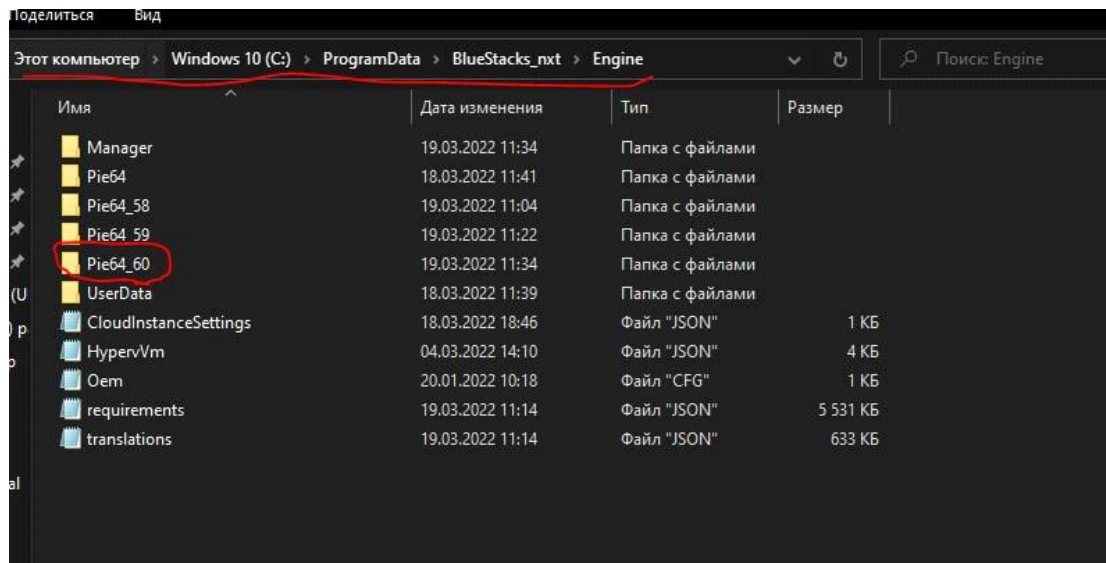 Поделиться Вид
Этот компьютер > Windows 10 (C:) > ProgramData > BlueStacks_nxt > Engine Поиск: Engine
Имя Дата изменения Тип Размер
Manager 19.03.2022 11:34 Папка с файлами
Pie64 18.03.2022 11:41 Папка с файлами
Pie64_58 19.03.2022 11:04 Папка с файлами
Pie64_59 19.03.2022 11:22 Папка с файлами
Pie64_60 19.03.2022 11:34 Папка с файлами
(U UserData 18.03.2022 11:39 Папка с файлами
) р CloudInstanceSettings 18.03.2022 18:46 Файл "JSON" 1 КБ
HypervVm 04.03.2022 14:10 Файл "JSON" 4 КБ
Oem 20.01.2022 10:18 Файл "CFG" 1 КБ
requirements 19.03.2022 11:14 Файл "JSON" 5 531 КБ
translations 19.03.2022 11:14 Файл "JSON" 633 КБ
al